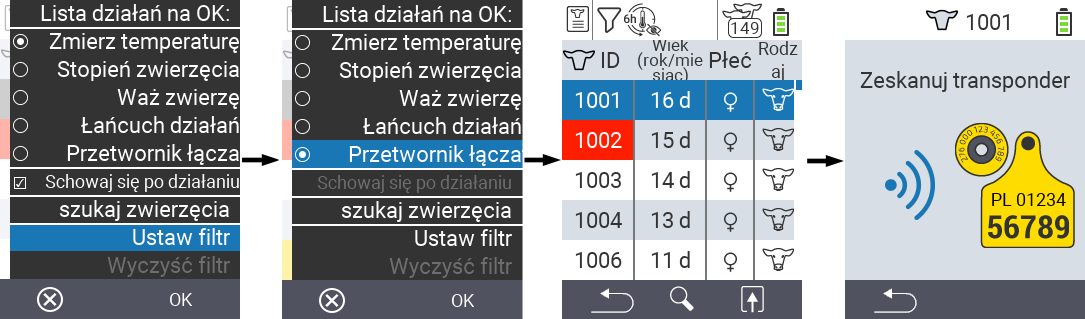 Lista działań na OK:
Zmierz temperaturę
Stopień zwierzęcia
Waż zwierzę
Łańcuch działań
Przetwornik łącza
Schowaj się po działaniu
szukaj zwierzęcia
Ustaw filtr
Wyczyść filtr
OK
Lista działań na OK:
Zmierz temperaturę
Stopień zwierzęcia
Waż zwierzę
Łańcuch działań
Przetwornik łącza
Schowaj się po działaniu
szukaj zwierzęcia
Ustaw filtr
Wyczyść filtr
OK
6h 149
ID Wiek (rok/mie siąc) Płeć Rodz aj
1001 16 d
1002 15 d
1003 14 d
1004 13 d
1006 11 d
1001
Zeskanuj transponder
276 000 123 456 789
PL 01234
56789